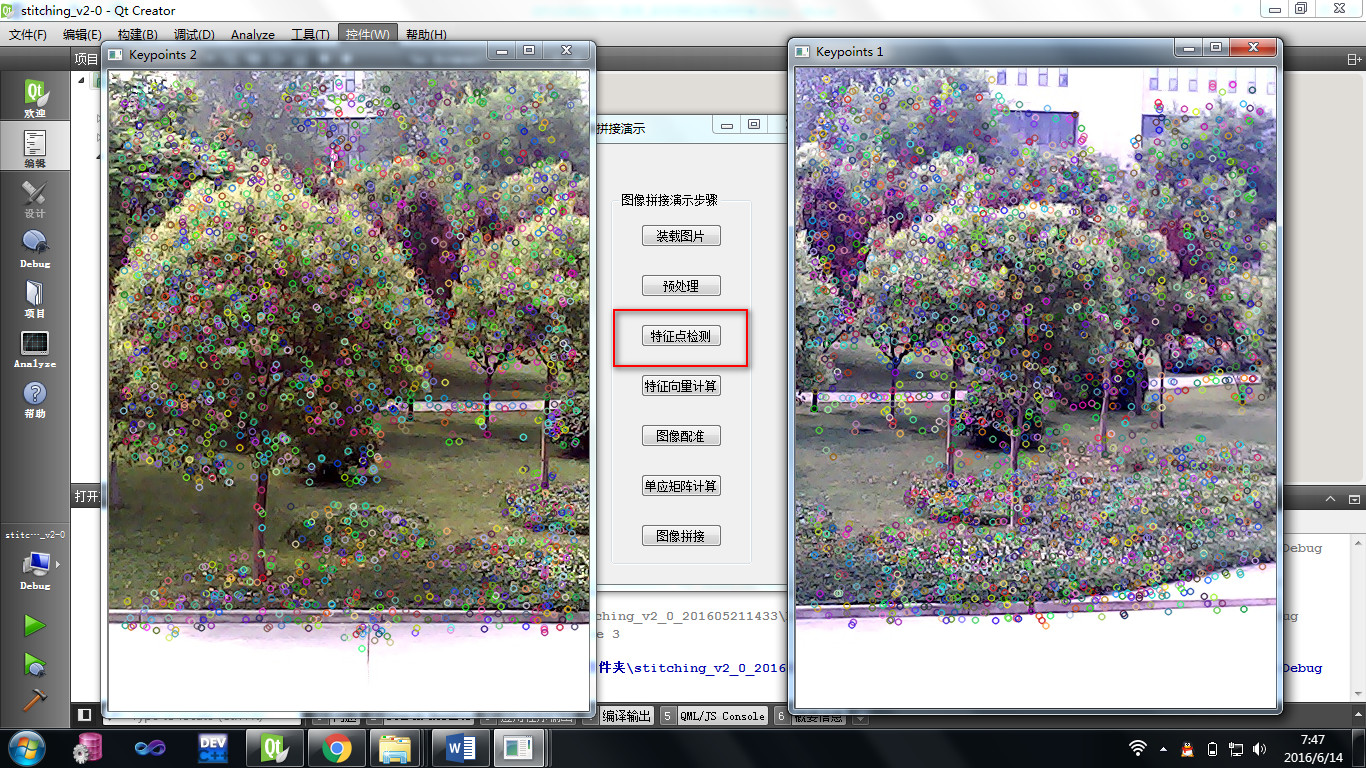 stitching_v2-0 - Qt Creator
文件(F) 编辑(E) 构建(B) 调试(D) Analyze 工具(T) 控件(W) 帮助(H)
项目
Keypoints 2
Keypoints 1
拼接演示
欢迎
编辑
设计
Debug
项目
Analyze
帮助
图像拼接演示步骤
装载图片
预处理
特征点检测
特征向量计算
图像配准
单应矩阵计算
图像拼接
打开
stitc…_v2-0
Debug
Debug
ching_v2_0_201605211433\
e 3
件夹\stitching_v2_0_2016
Debug
编译输出
5 QML/JS Console
6 概要信息
DEV
C++
7:47
2016/6/14